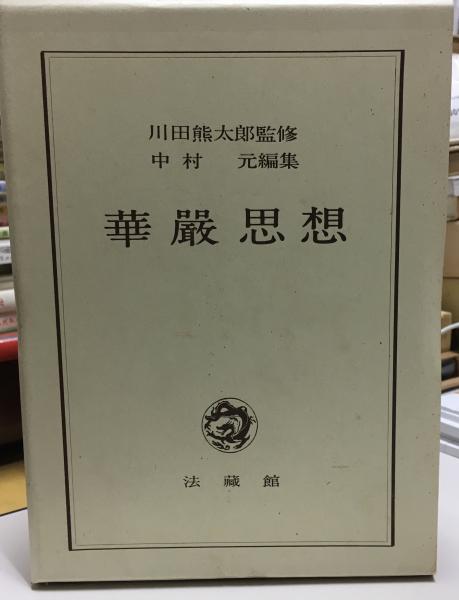 川田熊太郎監修
中村 元編集
華嚴思想
法藏館